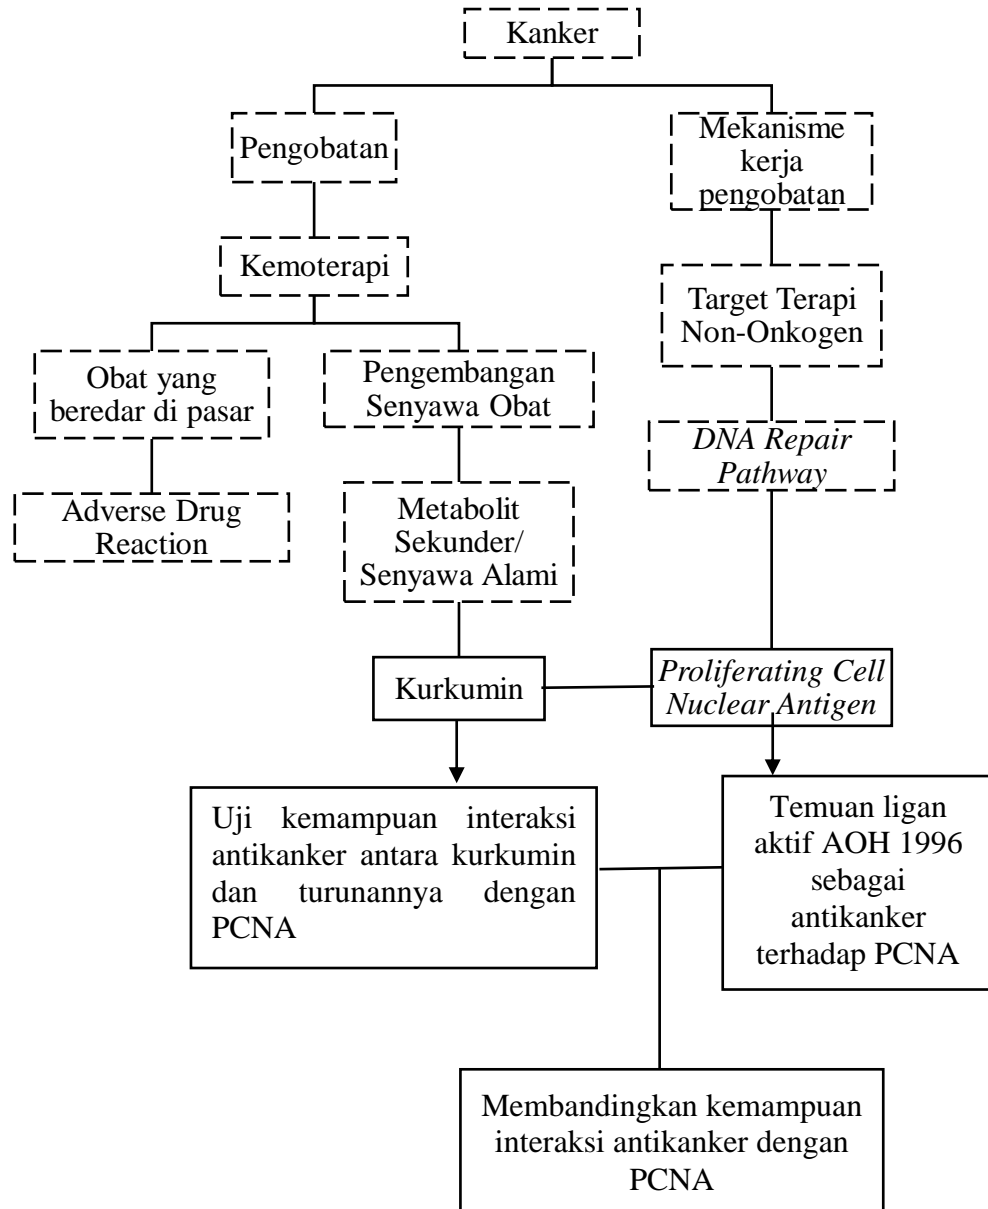 Kanker
Pengobatan
Mekanisme
kerja
pengobatan
Kemoterapi
Target Terapi
Non-Onkogen
Obat yang
beredar di pasar
Pengembangan
Senyawa Obat
DNA Repair
Pathway
Adverse Drug
Reaction
Metabolit
Sekunder/
Senyawa Alami
Kurkumin
Proliferating Cell
Nuclear Antigen
Uji kemampuan interaksi
antikanker antara kurkumin
dan turunannya dengan
PCNA
Temuan ligan
aktif AOH 1996
sebagai
antikanker
terhadap PCNA
Membandingkan kemampuan
interaksi antikanker dengan
PCNA